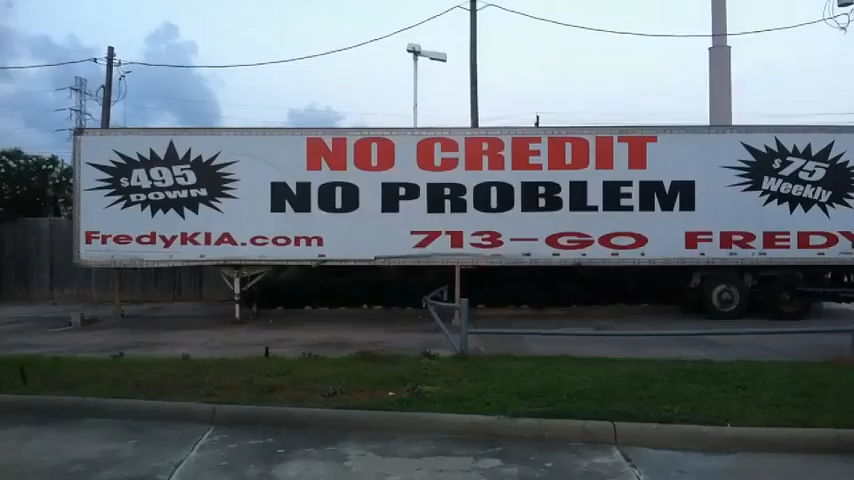 NO CREDIT
NO PROBLEM
$495
DOWN
$75
Weekly
FredyKIA.com
713-GO FREDY